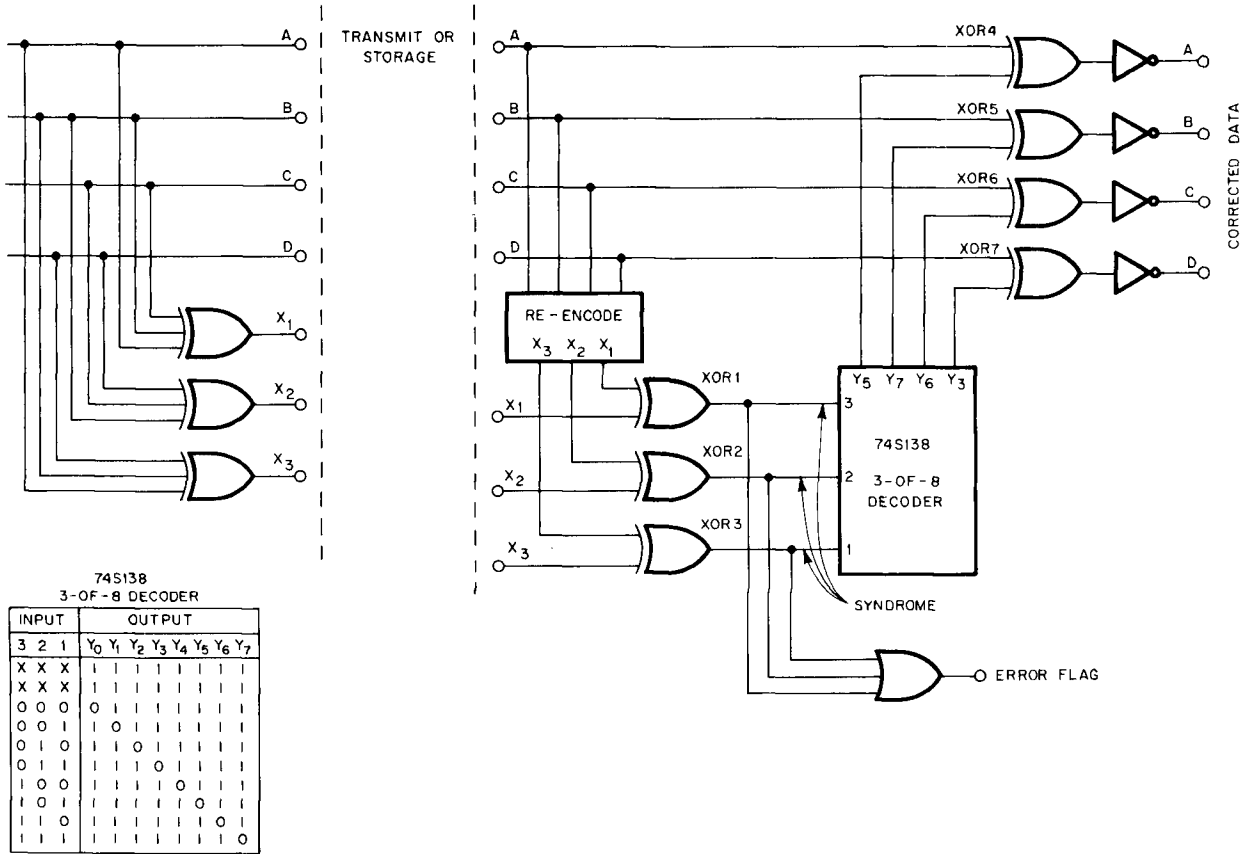 A
B
C
D
X1
X2
X3
TRANSMIT OR
STORAGE
A
B
C
D
RE-ENCODE
X3 X2 X1
X1
X2
X3
XOR1
XOR2
XOR3
XOR4
XOR5
XOR6
XOR7
A
B
C
D
CORRECTED DATA
Y5 Y7 Y6 Y3
3
2
1
74S138
3-OF-8
DECODER
SYNDROME
ERROR FLAG
74S138
3-OF-8 DECODER
INPUT OUTPUT
3 2 1 Y0 Y1 Y2 Y3 Y4 Y5 Y6 Y7
X X X 1 1 1 1 1 1 1 1
X X X 1 1 1 1 1 1 1 1
0 0 0 0 1 1 1 1 1 1 1
0 0 1 1 0 1 1 1 1 1 1
0 1 0 1 1 0 1 1 1 1 1
0 1 1 1 1 1 0 1 1 1 1
1 0 0 1 1 1 1 0 1 1 1
1 0 1 1 1 1 1 1 0 1 1
1 1 0 1 1 1 1 1 1 0 1
1 1 1 1 1 1 1 1 1 1 0